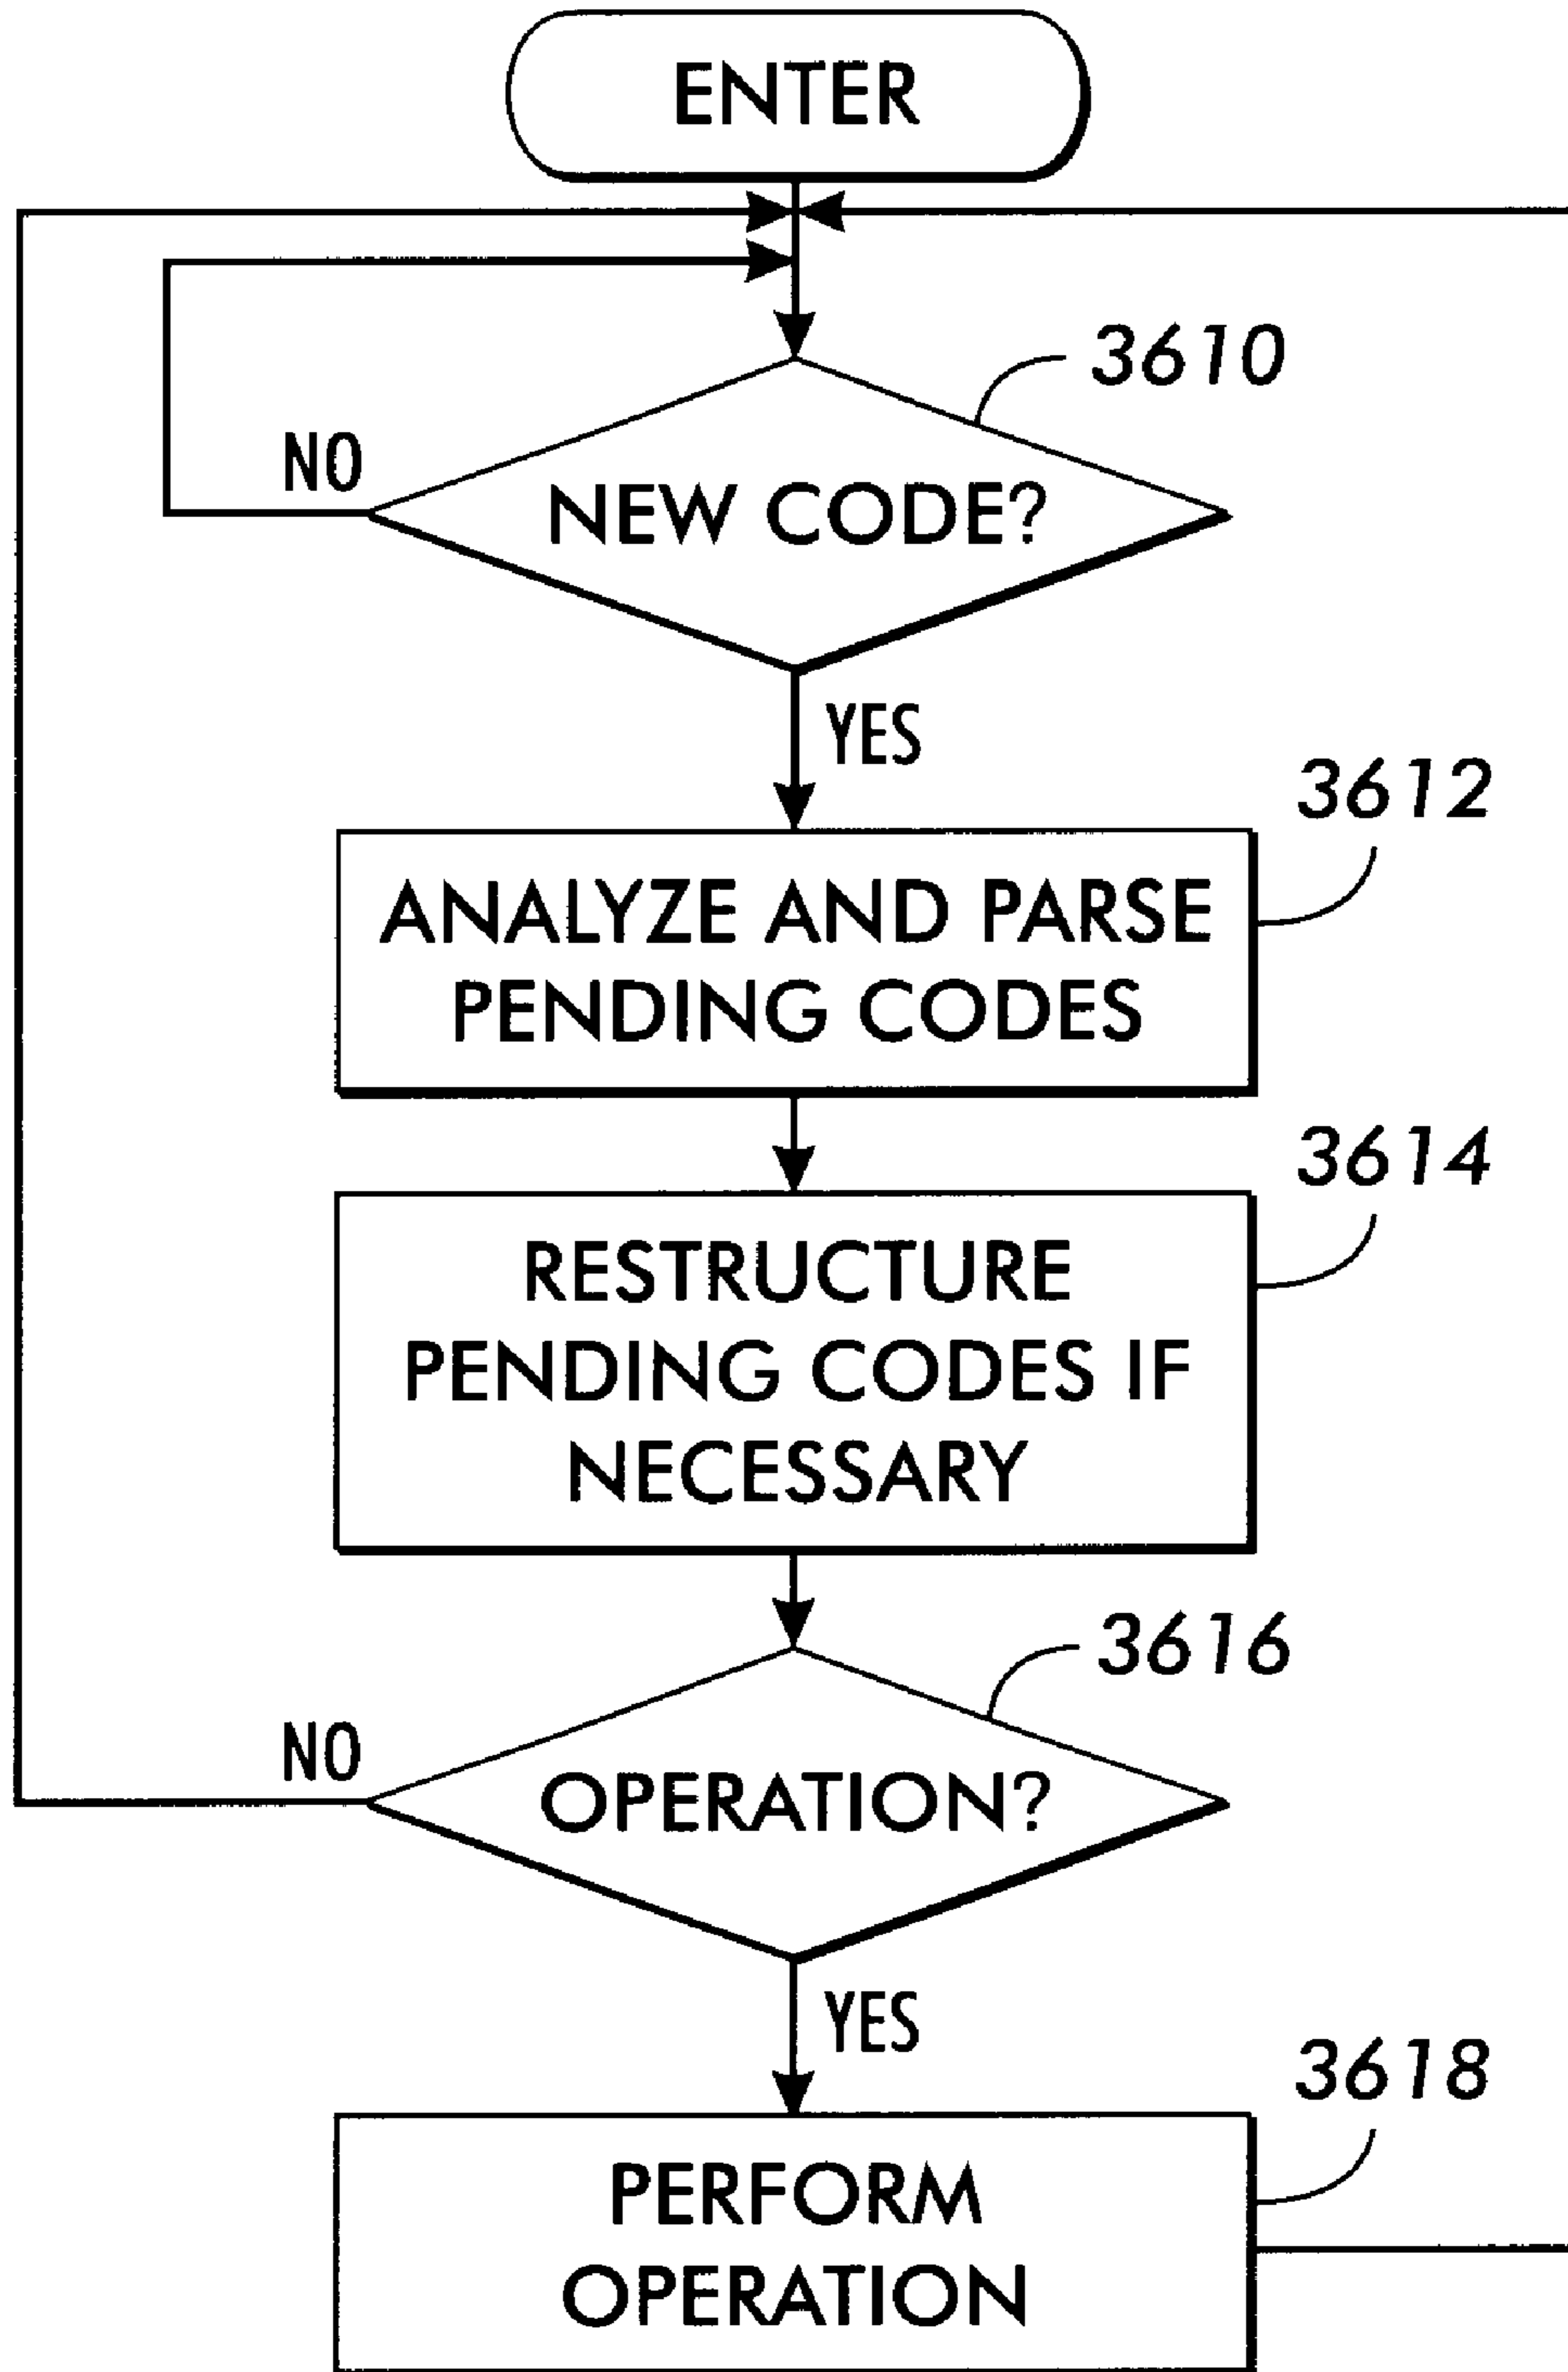 ENTER
3610
NO
NEW CODE?
YES
3612
ANALYZE AND PARSE
PENDING CODES
3614
RESTRUCTURE
PENDING CODES IF
NECESSARY
3616
NO
OPERATION?
YES
3618
PERFORM
OPERATION